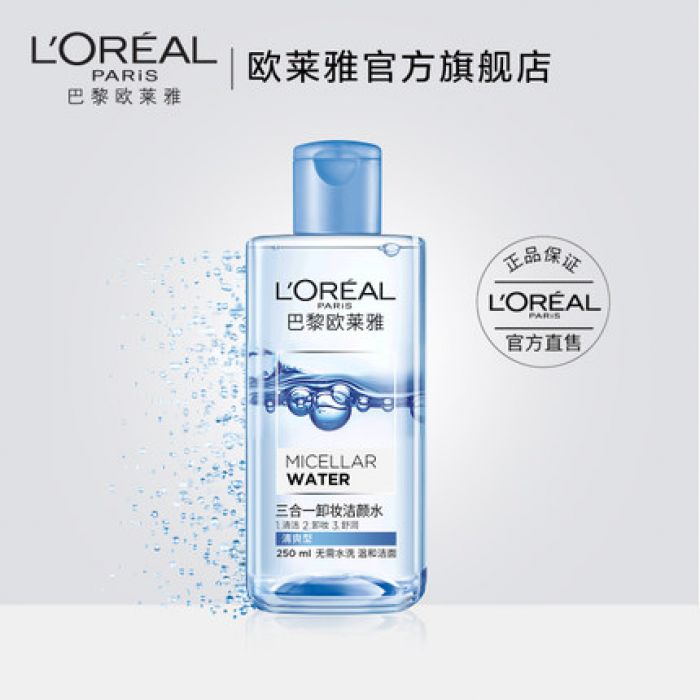 L'ORÉAL
PARiS
巴黎欧莱雅
欧莱雅官方旗舰店
L'ORÉAL
PARiS
巴黎欧莱雅
MICELLAR
WATER
三合一卸妆洁颜水
1.清洁 2.卸妆 3.舒润
清爽型
250 ml 无需水洗 温和洁面
正品保证
L'ORÉAL
PARiS
官方直售